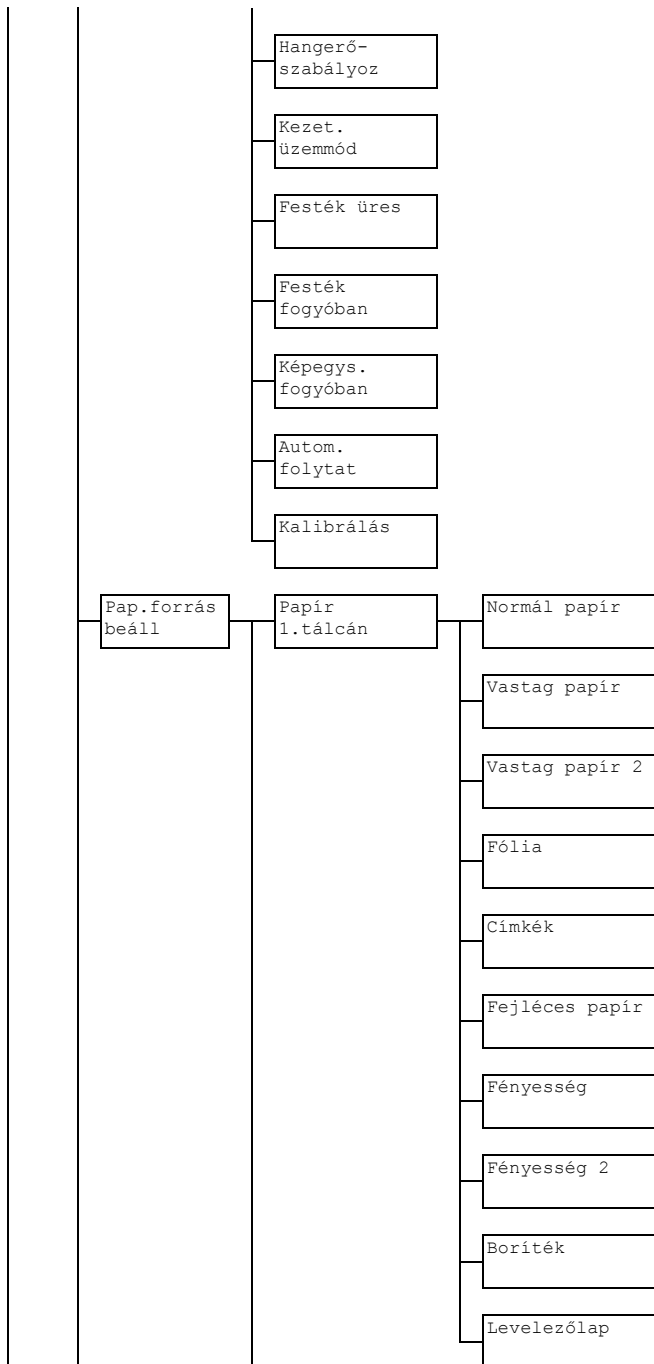 Hangerő-
szabályoz
Kezet.
üzemmód
Festék üres
Festék
fogyóban
Képegys.
fogyóban
Autom.
folytat
Kalibrálás
Pap.forrás
beáll
Papír
1.tálcán
Normál papír
Vastag papír
Vastag papír 2
Fólia
Címkék
Fejléces papír
Fényesség
Fényesség 2
Boríték
Levelezőlap